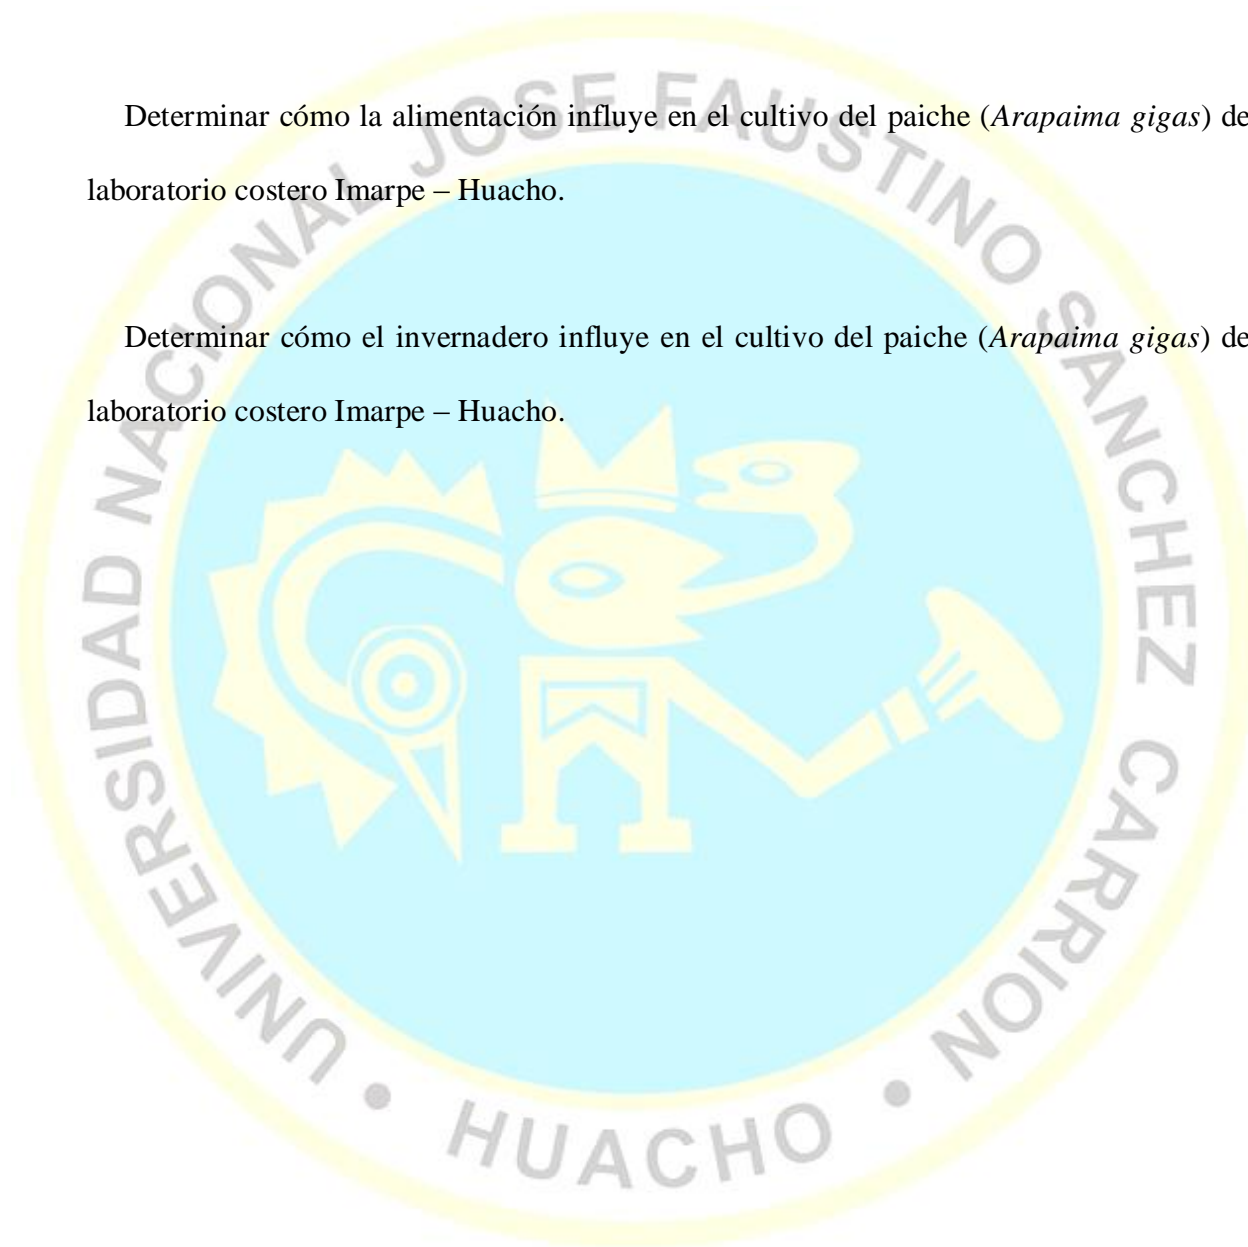 Determinar cómo la alimentación influye en el cultivo del paiche (Arapaima gigas) de
laboratorio costero Imarpe – Huacho.
Determinar cómo el invernadero influye en el cultivo del paiche (Arapaima gigas) de
laboratorio costero Imarpe – Huacho.
UNIVERSIDAD NACIONAL JOSE FAUSTINO SANCHEZ CARRION • HUACHO •